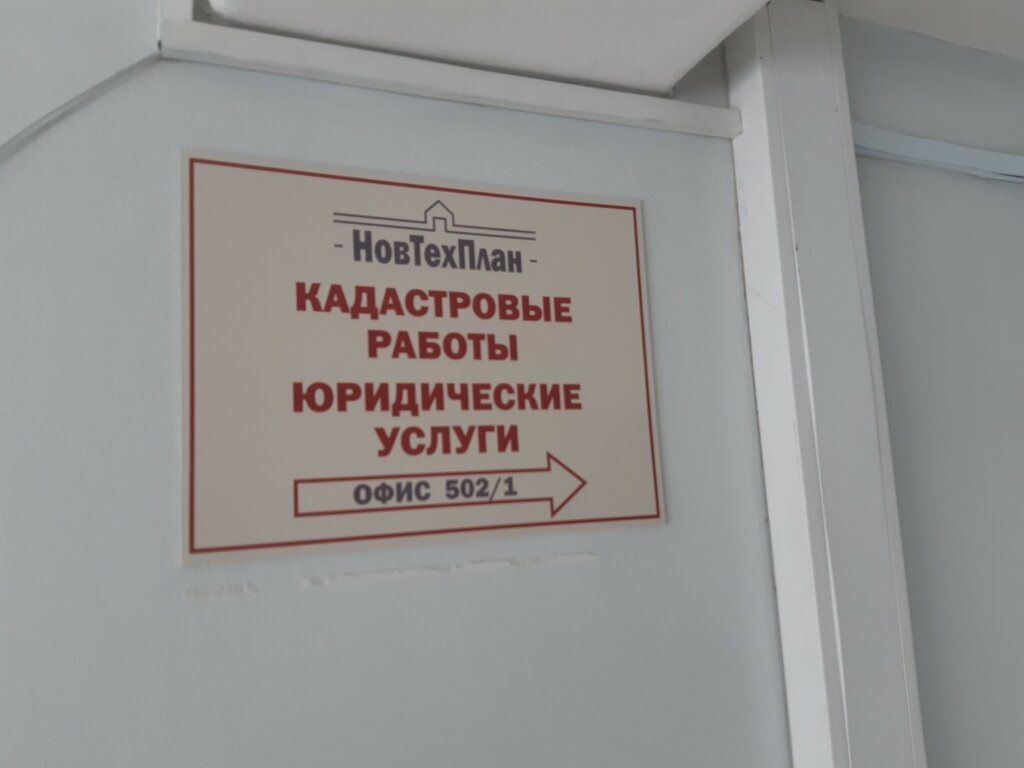 - НовТехПлан -
КАДАСТРОВЫЕ
РАБОТЫ
ЮРИДИЧЕСКИЕ
УСЛУГИ
ОФИС 502/1